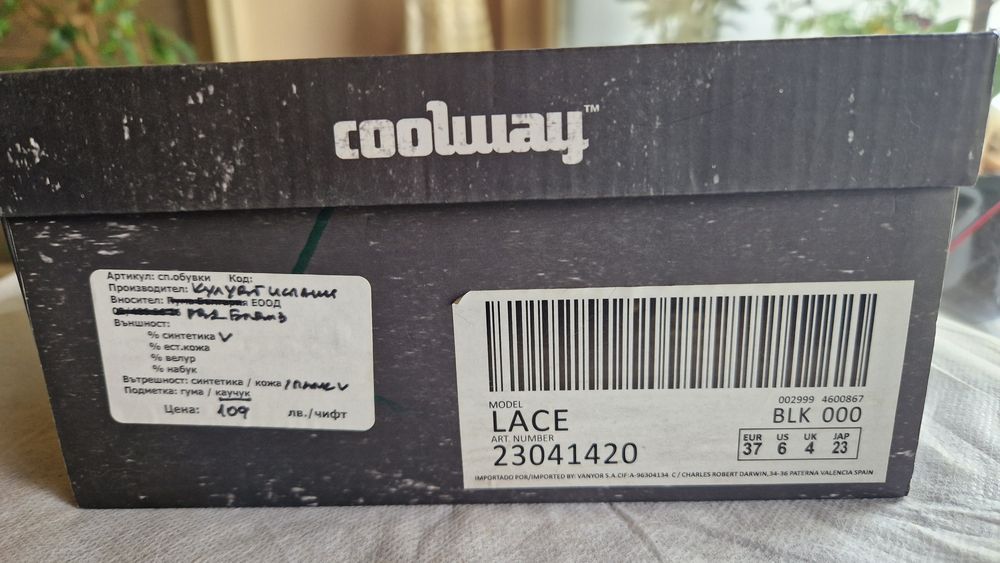 coolway™
Артикул: сп.обувки Код:
Производител: Кулуей Испания
Вносител: ЕООД
Външност:
% синтетика V
% ест.кожа
% велур
% набук
Вътрешност: синтетика / кожа /
Подметка: гума / каучук
Цена: 109 лв./чифт
002999 4600867
MODEL
LACE
BLK 000
ART. NUMBER
23041420
EUR US UK JAP
37 6 4 23
IMPORTADO POR/IMPORTED BY: VANYOR S.A.CIF:A-96304134 C / CHARLES ROBERT DARWIN,34-36 PATERNA VALENCIA SPAIN